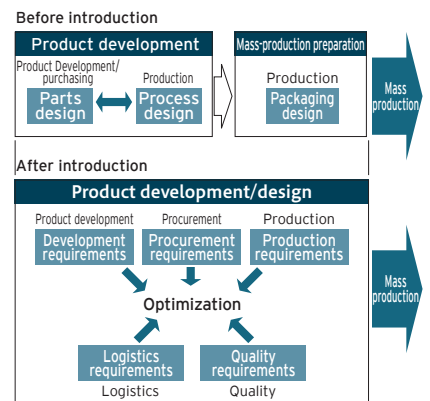 Before introduction
Product development
Mass-production preparation
Product Development/
purchasing
Production
Production
Parts
design
Process
design
Packaging
design
Mass
production
After introduction
Product development/design
Product development
Procurement
Production
Development
requirements
Procurement
requirements
Production
requirements
Mass
production
Optimization
Logistics
requirements
Quality
requirements
Logistics
Quality